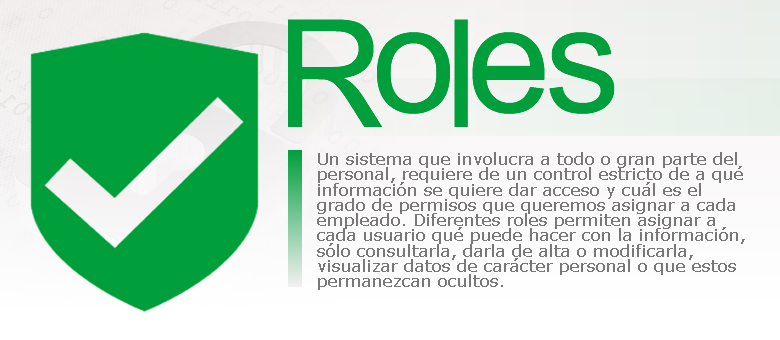 Roles
Un sistema que involucra a todo o gran parte del
personal, requiere de un control estricto de a qué
información se quiere dar acceso y cuál es el
grado de permisos que queremos asignar a cada
empleado. Diferentes roles permiten asignar a
cada usuario qué puede hacer con la información,
sólo consultarla, darla de alta o modificarla,
visualizar datos de carácter personal o que estos
permanezcan ocultos.